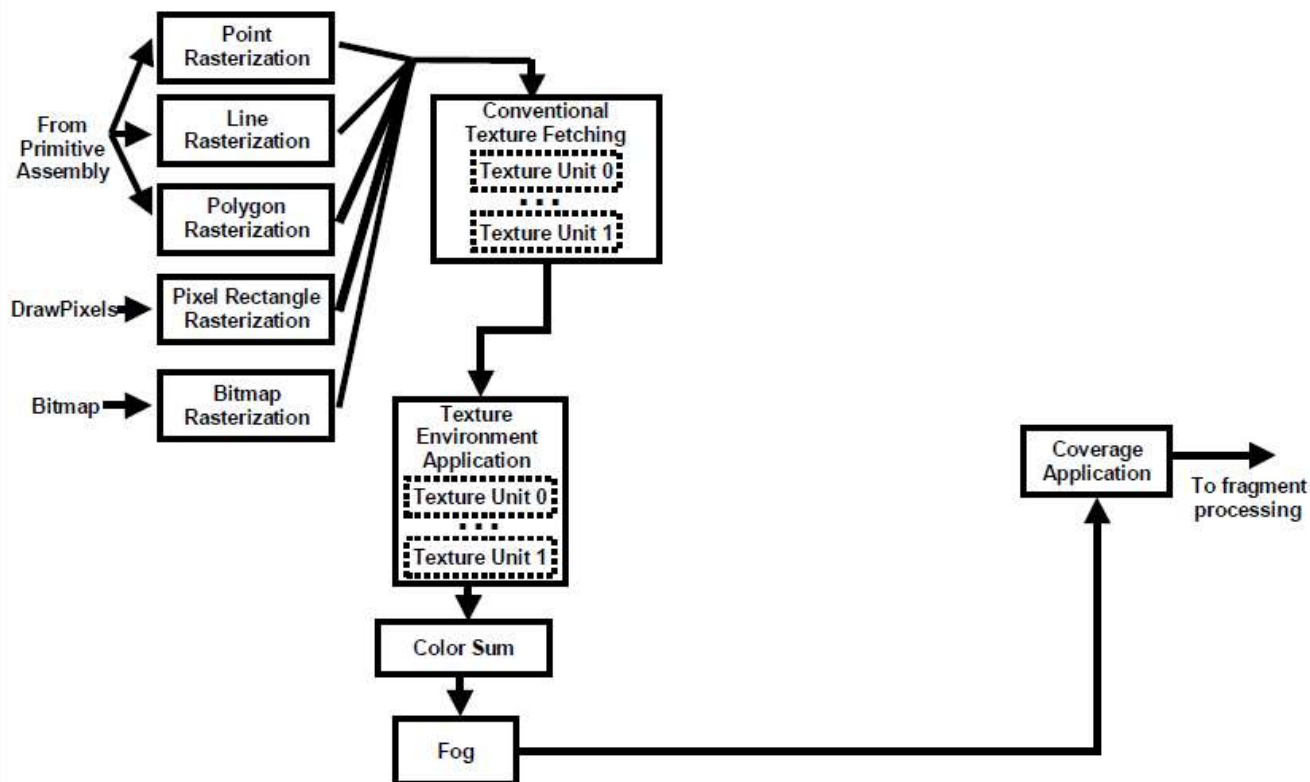 Point
Rasterization
Line
Rasterization
From
Primitive
Assembly
Polygon
Rasterization
DrawPixels
Pixel Rectangle
Rasterization
Bitmap
Bitmap
Rasterization
Conventional
Texture Fetching
Texture Unit 0
...
Texture Unit 1
Texture
Environment
Application
Texture Unit 0
...
Texture Unit 1
Color Sum
Fog
Coverage
Application
To fragment
processing